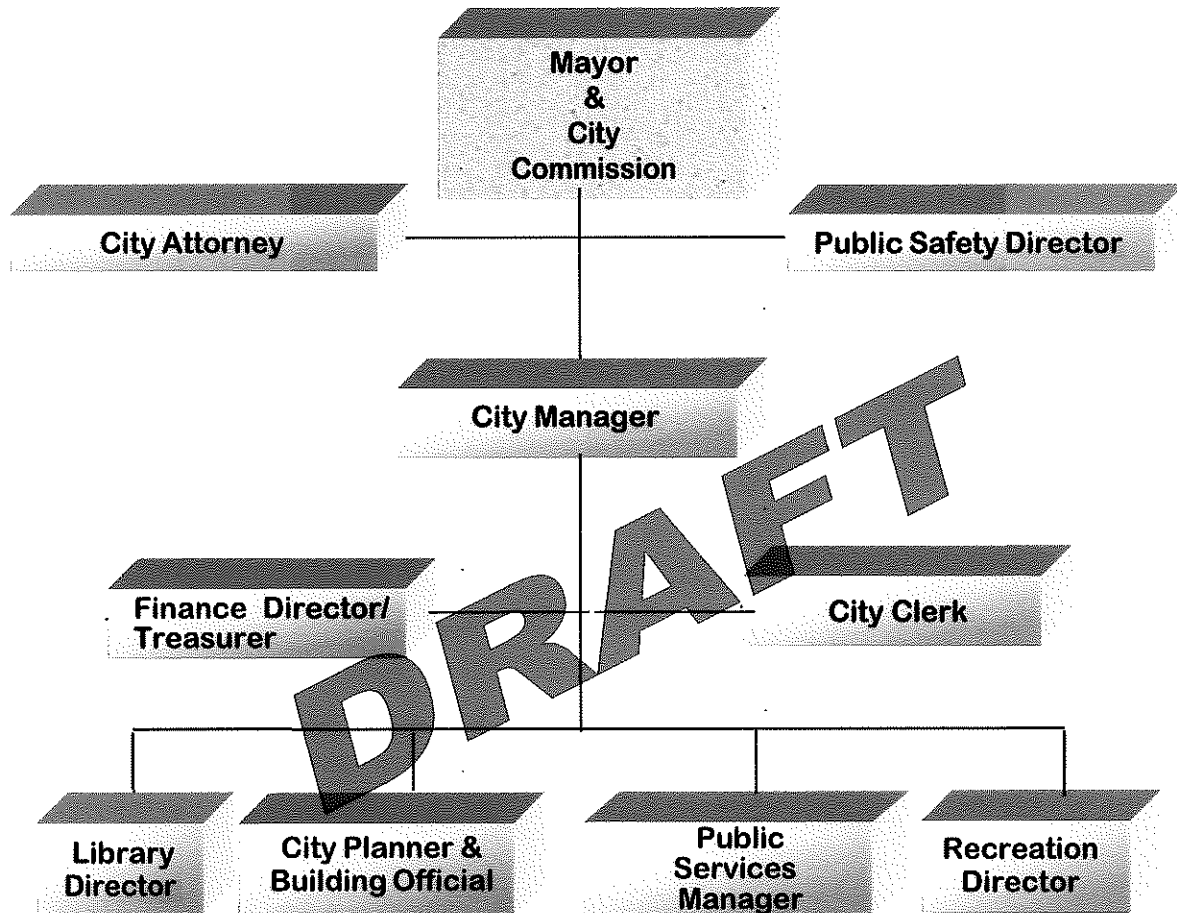 Mayor
&
City
Commission
City Attorney
Public Safety Director
City Manager
Finance Director/
Treasurer
City Clerk
DRAFT
Library
Director
City Planner &
Building Official
Public
Services
Manager
Recreation
Director